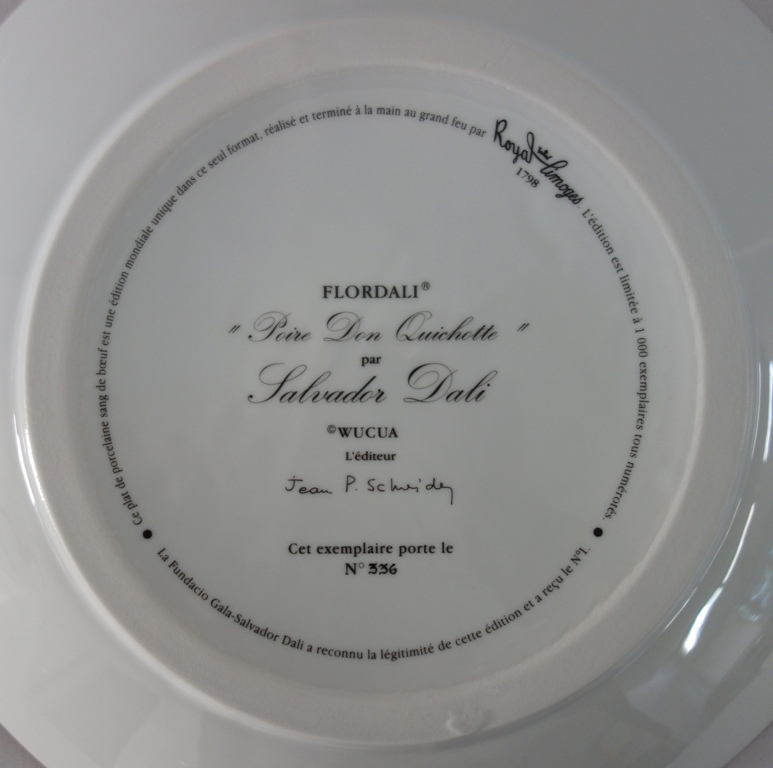 Ce plat de porcelaine sang de bœuf est une édition mondiale unique dans ce seul format, réalisé et terminé à la main au grand feu par Royal Limoges 1798 . L'édition est limitée à 1 000 exemplaires tous numérotés.
FLORDALI®
" Poire Don Quichotte "
par
Salvador Dali
©WUCUA
L'éditeur
Jean P. Schneider
Cet exemplaire porte le
N° 336
La Fundacio Gala-Salvador Dali a reconnu la légitimité de cette édition et a reçu le N°1.